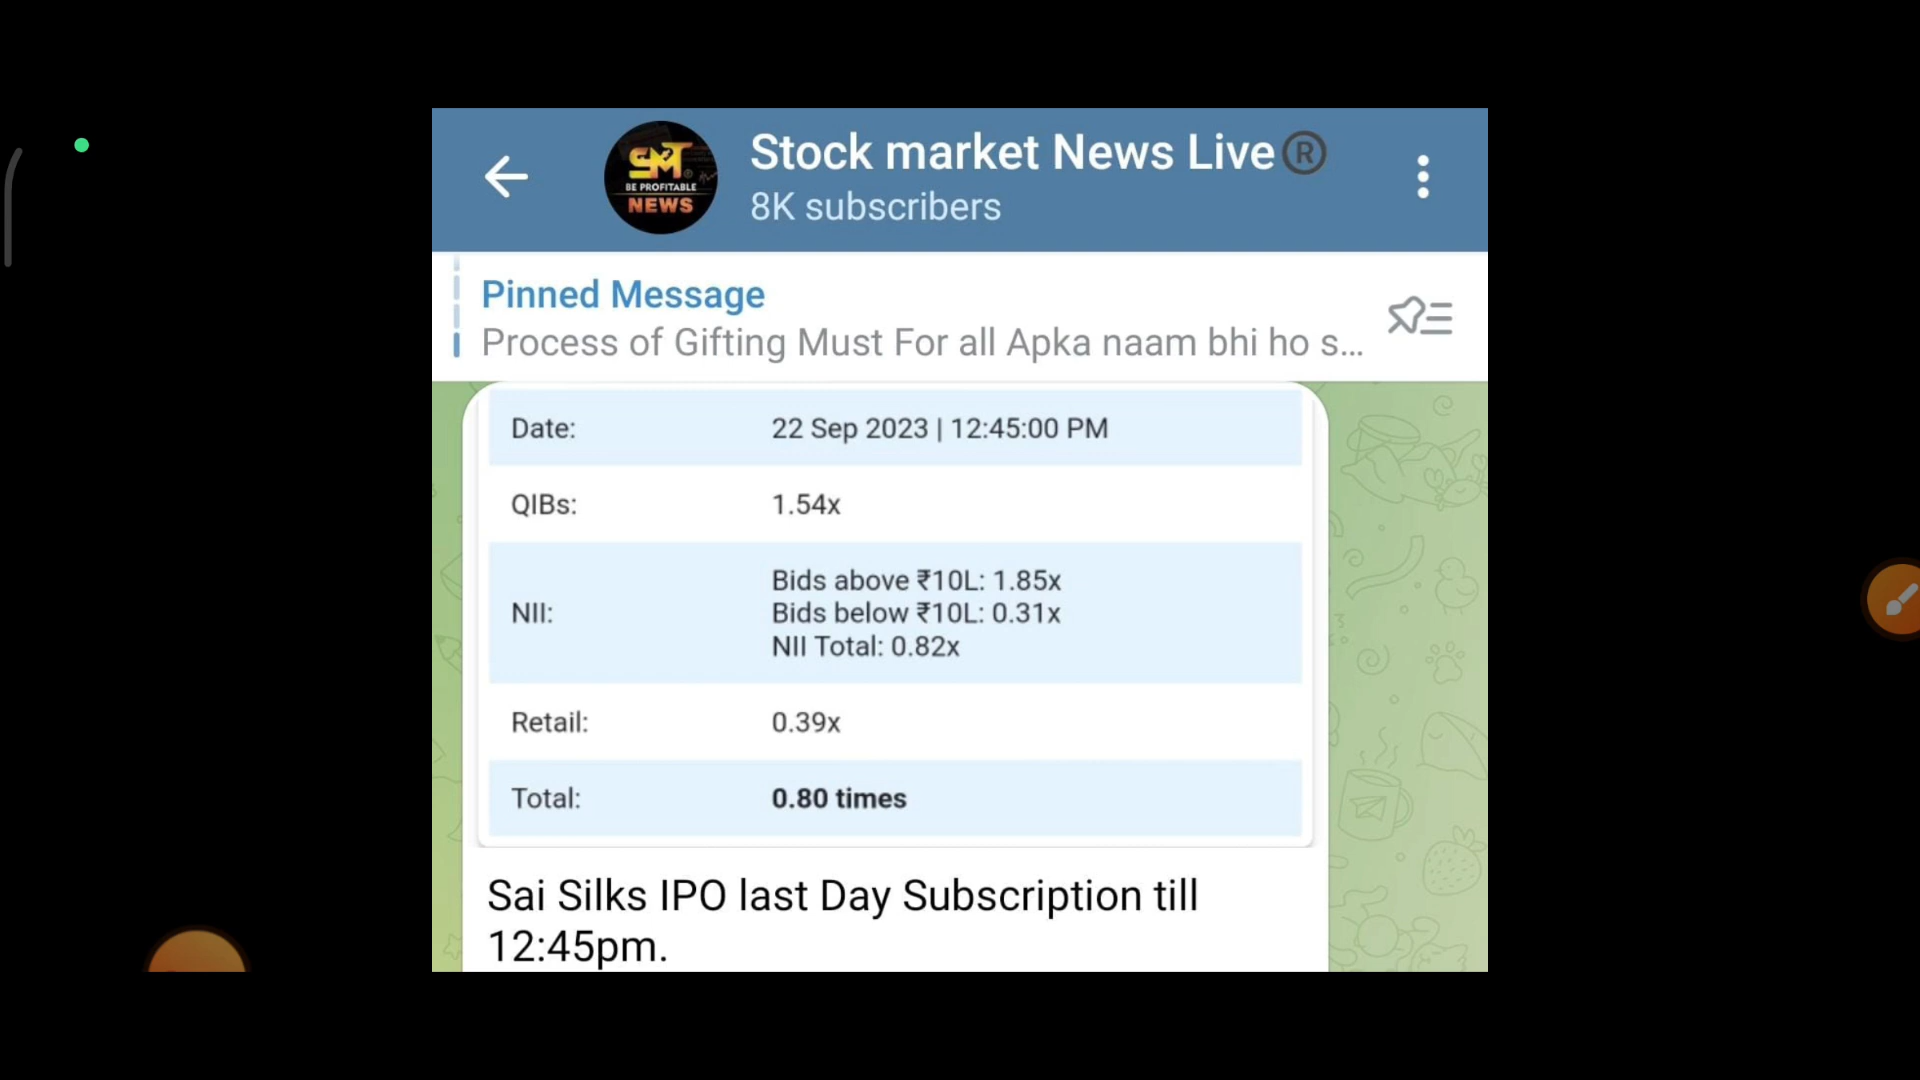 Stock market News Live®
8K subscribers
SMT®
BE PROFITABLE
NEWS
Pinned Message
Process of Gifting Must For all Apka naam bhi ho s...
Date: 22 Sep 2023 | 12:45:00 PM
QIBs: 1.54x
NII: Bids above ₹10L: 1.85x
Bids below ₹10L: 0.31x
NII Total: 0.82x
Retail: 0.39x
Total: 0.80 times
Sai Silks IPO last Day Subscription till
12:45pm.